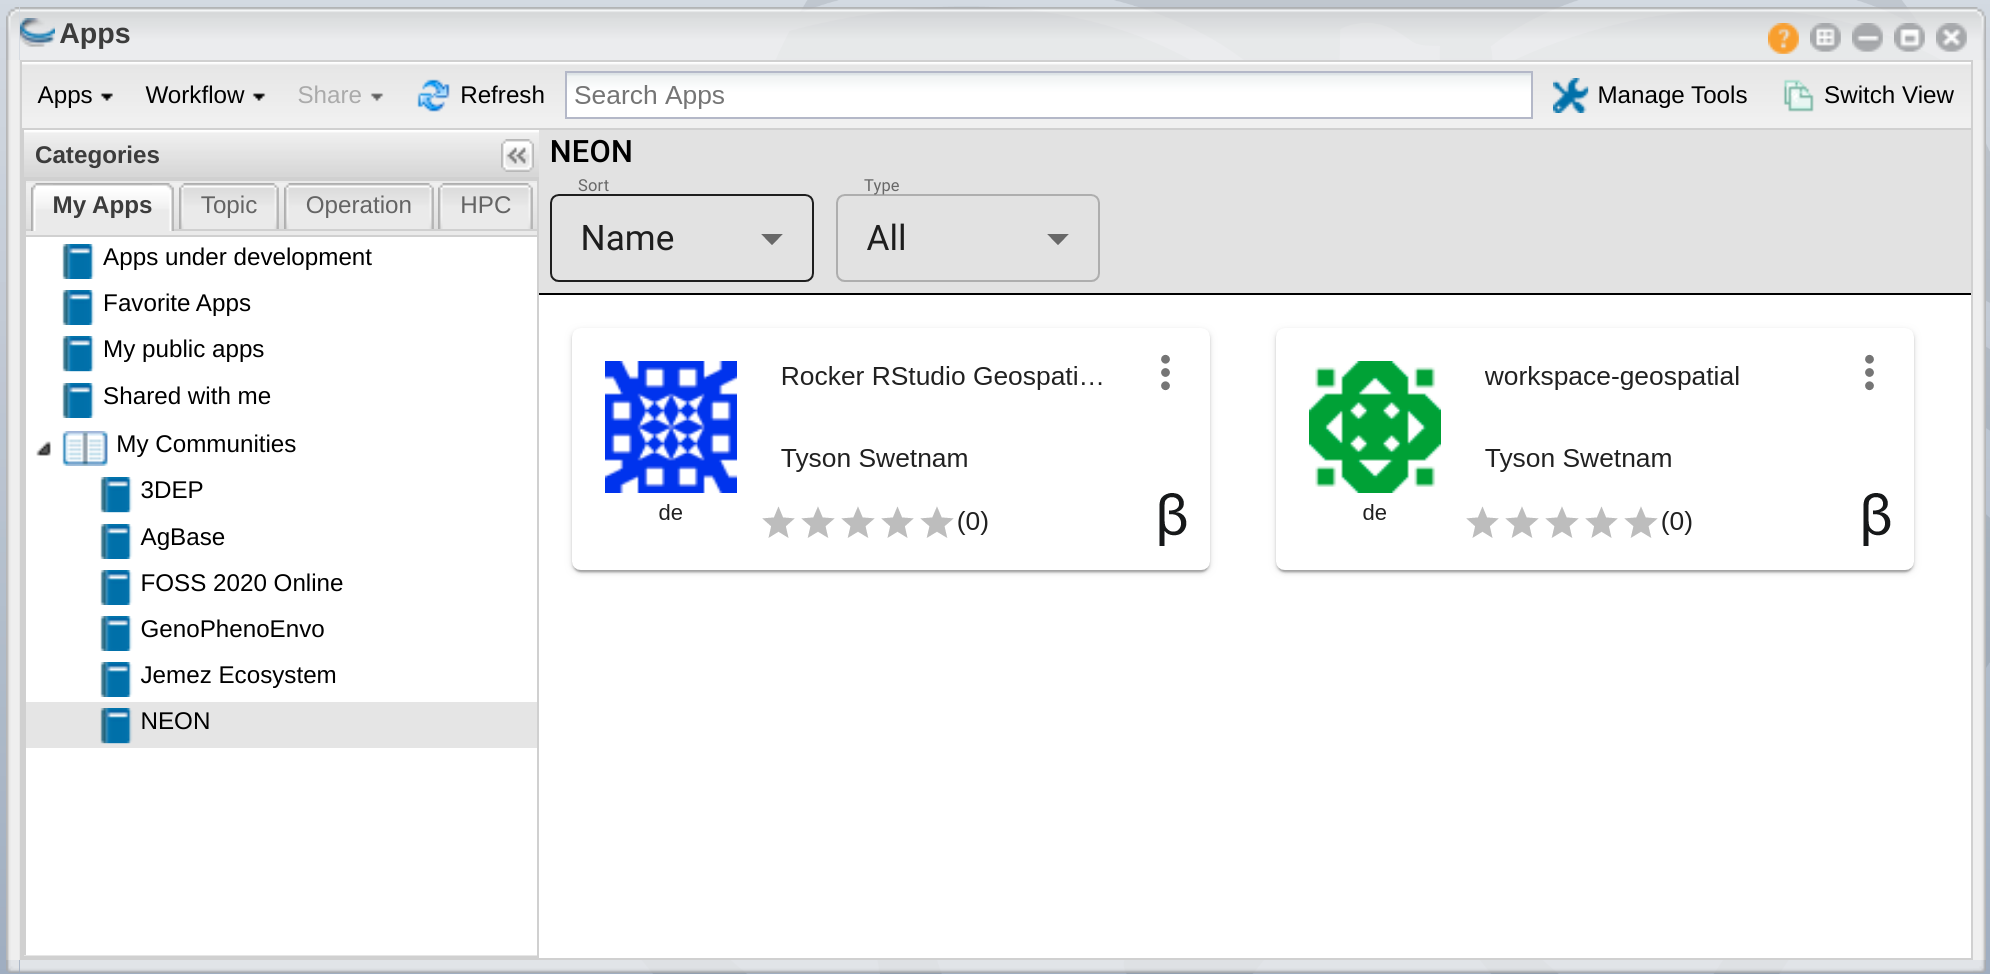 Apps
Apps Workflow Share Refresh Search Apps Manage Tools Switch View
Categories
My Apps Topic Operation HPC
Apps under development
Favorite Apps
My public apps
Shared with me
My Communities
3DEP
AgBase
FOSS 2020 Online
GenoPhenoEnvo
Jemez Ecosystem
NEON
NEON
Sort Type
Name All
Rocker RStudio Geospati...
Tyson Swetnam
de
(0) β
workspace-geospatial
Tyson Swetnam
de
(0) β